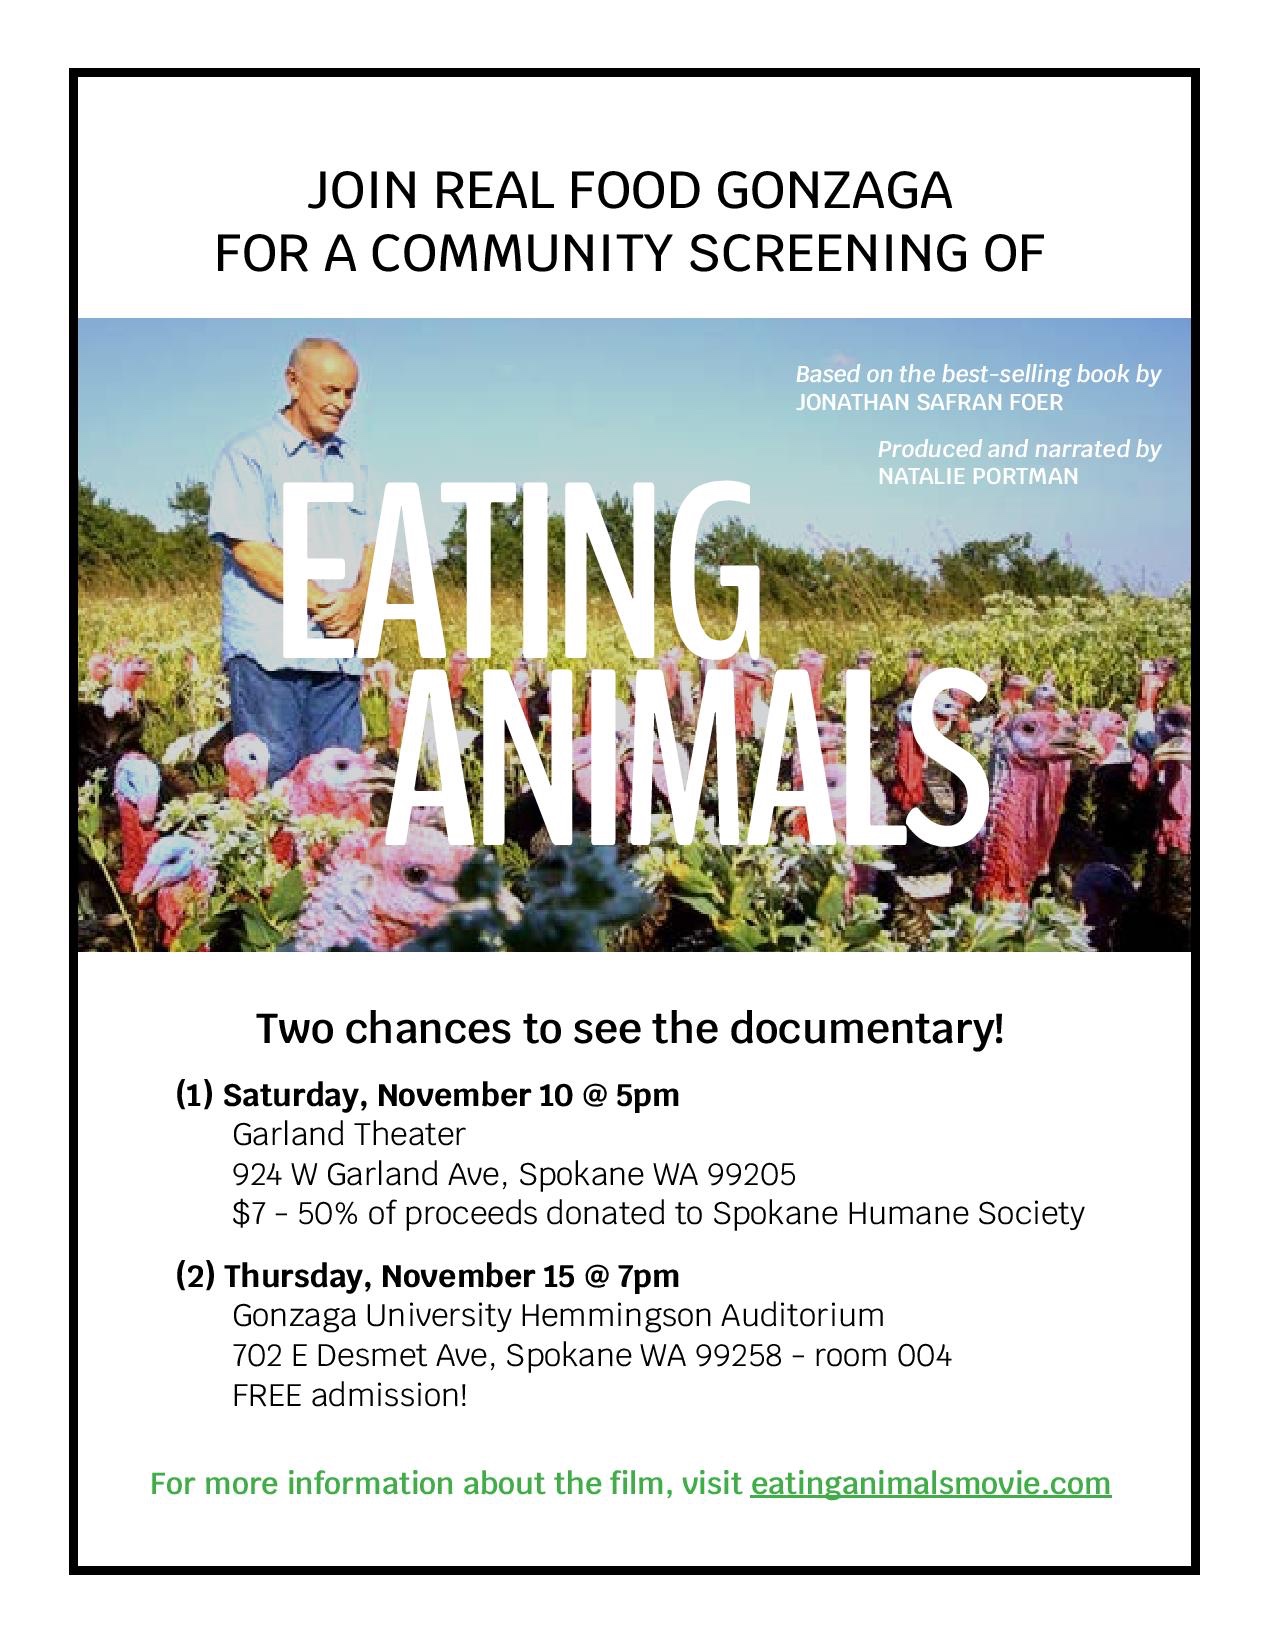 JOIN REAL FOOD GONZAGA
FOR A COMMUNITY SCREENING OF
Based on the best-selling book by
JONATHAN SAFRAN FOER
Produced and narrated by
NATALIE PORTMAN
EATING
ANIMALS
Two chances to see the documentary!
(1) Saturday, November 10 @ 5pm
Garland Theater
924 W Garland Ave, Spokane WA 99205
$7 - 50% of proceeds donated to Spokane Humane Society
(2) Thursday, November 15 @ 7pm
Gonzaga University Hemmingson Auditorium
702 E Desmet Ave, Spokane WA 99258 - room 004
FREE admission!
For more information about the film, visit eatinganimalsmovie.com